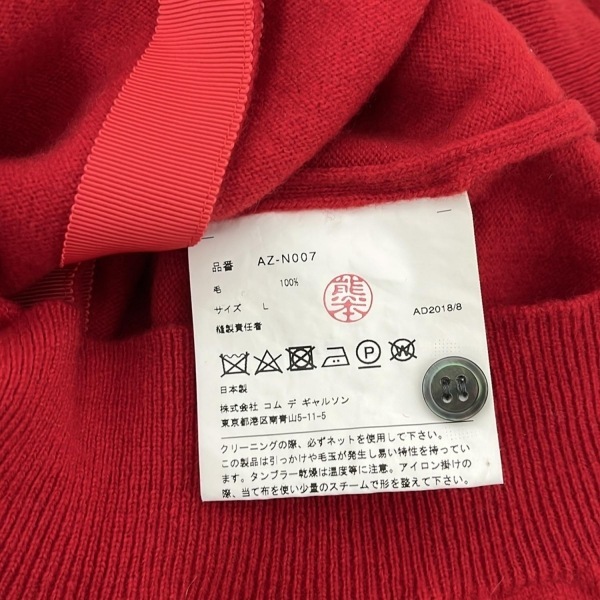 品番 AZ-N007
毛 100%
サイズ L
縫製責任者
熊本
AD2018/8
日本製
株式会社 コム デ ギャルソン
東京都港区南青山5-11-5
クリーニングの際、必ずネットを使用して下さい。
この製品は引っかけや毛玉が発生し易い特性を持ってい
ます。タンブラー乾燥は温度等に注意。アイロン掛けの
際、当て布を使い少量のスチームで形を整えて下さい。